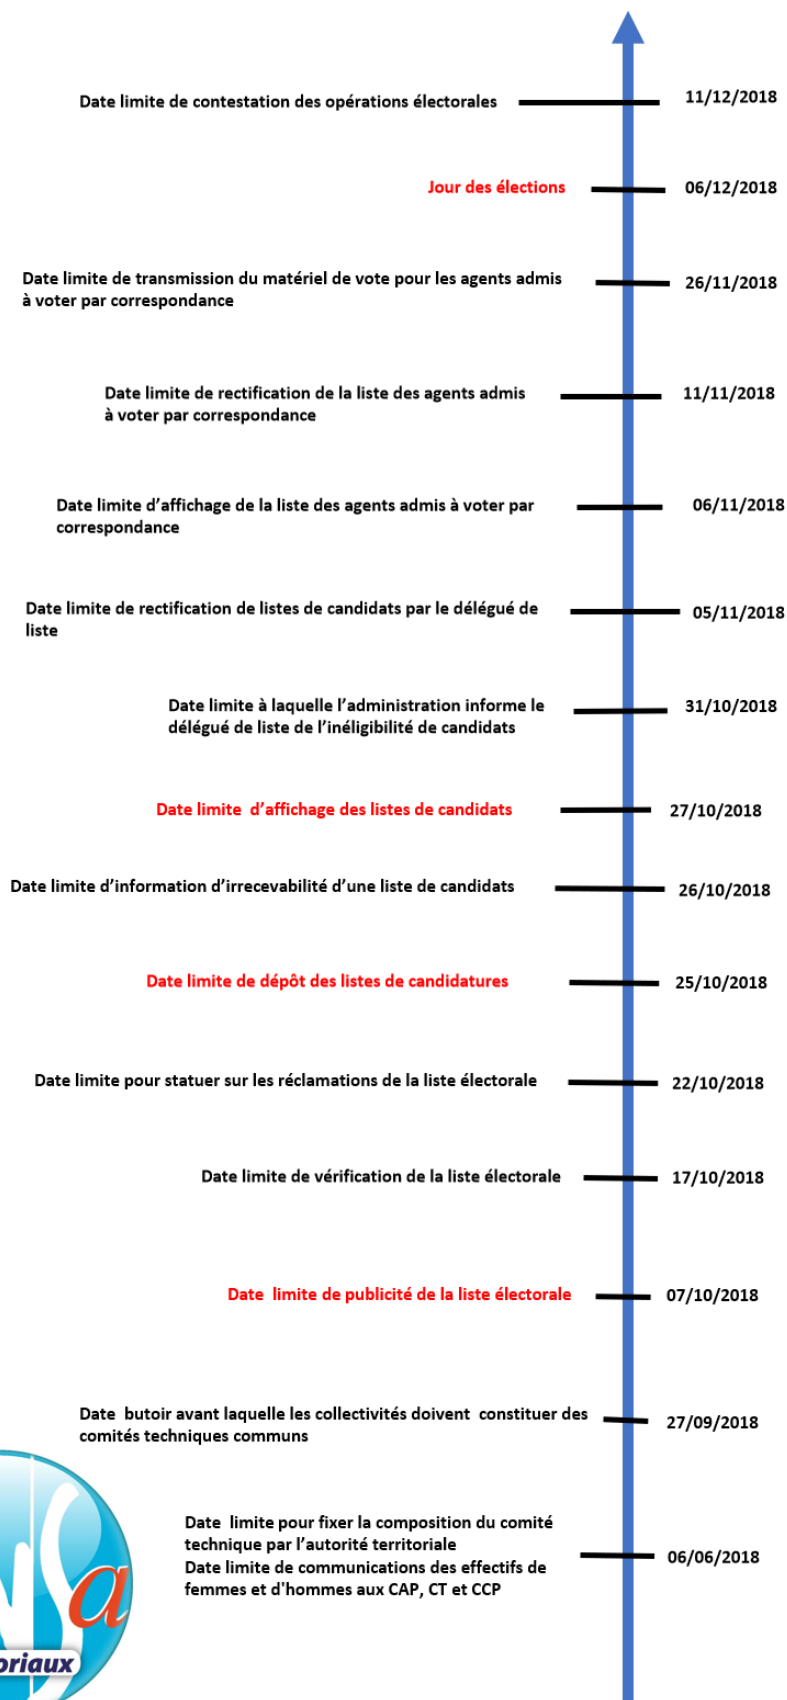 Date limite de contestation des opérations électorales
11/12/2018
Jour des élections
06/12/2018
Date limite de transmission du matériel de vote pour les agents admis
à voter par correspondance
26/11/2018
Date limite de rectification de la liste des agents admis
à voter par correspondance
11/11/2018
Date limite d’affichage de la liste des agents admis à voter par
correspondance
06/11/2018
Date limite de rectification de listes de candidats par le délégué de
liste
05/11/2018
Date limite à laquelle l’administration informe le
délégué de liste de l’inéligibilité de candidats
31/10/2018
Date limite  d’affichage des listes de candidats
27/10/2018
Date limite d’information d’irrecevabilité d’une liste de candidats
26/10/2018
Date limite de dépôt des listes de candidatures
25/10/2018
Date limite pour statuer sur les réclamations de la liste électorale
22/10/2018
Date limite de vérification de la liste électorale
17/10/2018
Date  limite de publicité de la liste électorale
07/10/2018
Date  butoir avant laquelle les collectivités doivent  constituer des
comités techniques communs
27/09/2018
Date  limite pour fixer la composition du comité
technique par l’autorité territoriale
Date limite de communications des effectifs de
femmes et d'hommes aux CAP, CT et CCP
06/06/2018
Sa
oriaux